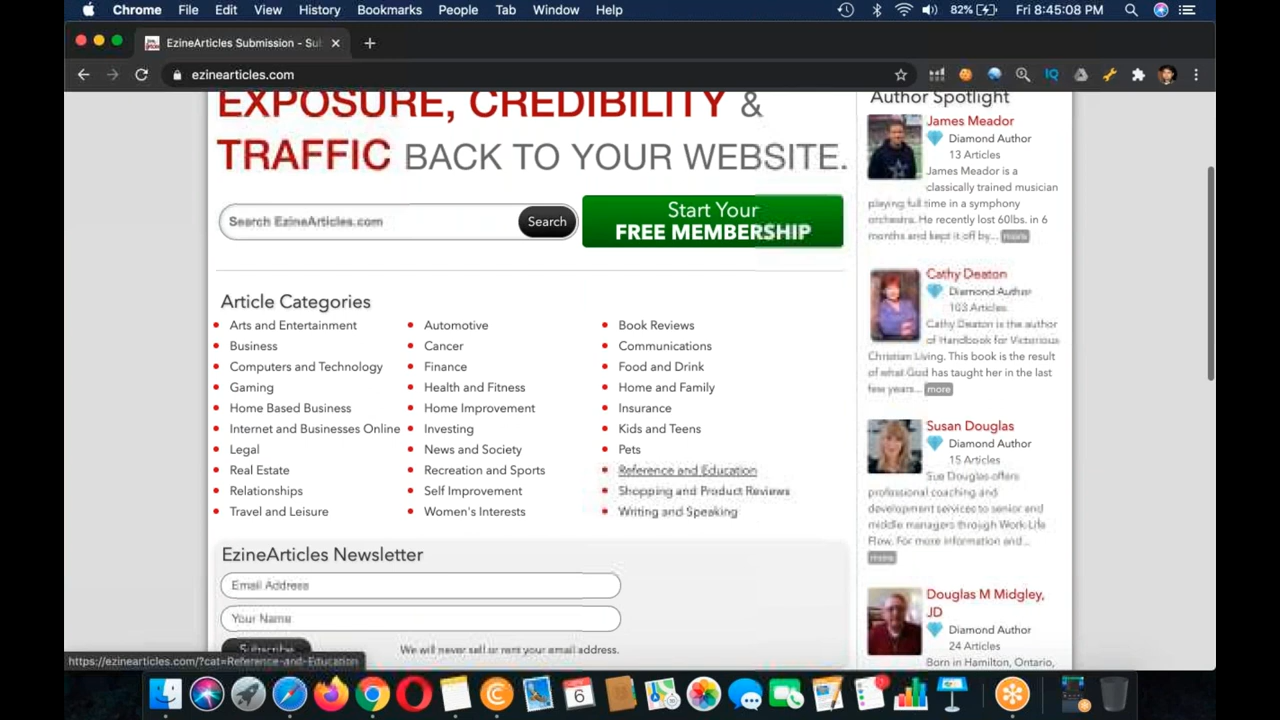 Chrome File Edit View History Bookmarks People Tab Window Help 82% Fri 8:45:08 PM
EzineArticles Submission - Sub
ezinearticles.com
EXPOSURE, CREDIBILITY &
TRAFFIC BACK TO YOUR WEBSITE.
Search EzineArticles.com
Search
Start Your
FREE MEMBERSHIP
Article Categories
Arts and Entertainment
Business
Computers and Technology
Gaming
Home Based Business
Internet and Businesses Online
Legal
Real Estate
Relationships
Travel and Leisure
Automotive
Cancer
Finance
Health and Fitness
Home Improvement
Investing
News and Society
Recreation and Sports
Self Improvement
Women's Interests
Book Reviews
Communications
Food and Drink
Home and Family
Insurance
Kids and Teens
Pets
Reference and Education
Shopping and Product Reviews
Writing and Speaking
EzineArticles Newsletter
Email Address
Your Name
Subscribe
We will never sell or rent your email address.
Author Spotlight
James Meador
Diamond Author
13 Articles
James Meador is a
classically trained musician
playing full time in a symphony
orchestra. He recently lost 60lbs. in 6
months and kept it off by... more
Cathy Deaton
Diamond Author
103 Articles
Cathy Deaton is the author
of Handbook for Victorious
Christian Living. This book is the result
of what God has taught her in the last
few years... more
Susan Douglas
Diamond Author
15 Articles
Sue Douglas offers
professional coaching and
development services to senior and
middle managers through Work-Life
Flow. For more information and...
more
Douglas M Midgley,
JD
Diamond Author
24 Articles
Born in Hamilton, Ontario,
https://ezinearticles.com/?cat=Reference-and-Education
6